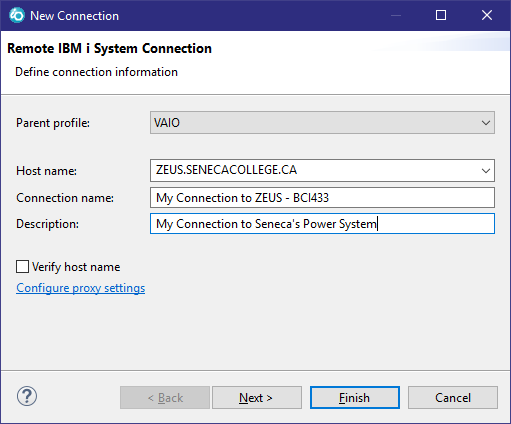 New Connection
Remote IBM i System Connection
Define connection information
Parent profile: VAIO
Host name: ZEUS.SENECACOLLEGE.CA
Connection name: My Connection to ZEUS - BCI433
Description: My Connection to Seneca's Power System
Verify host name
Configure proxy settings
? < Back Next > Finish Cancel